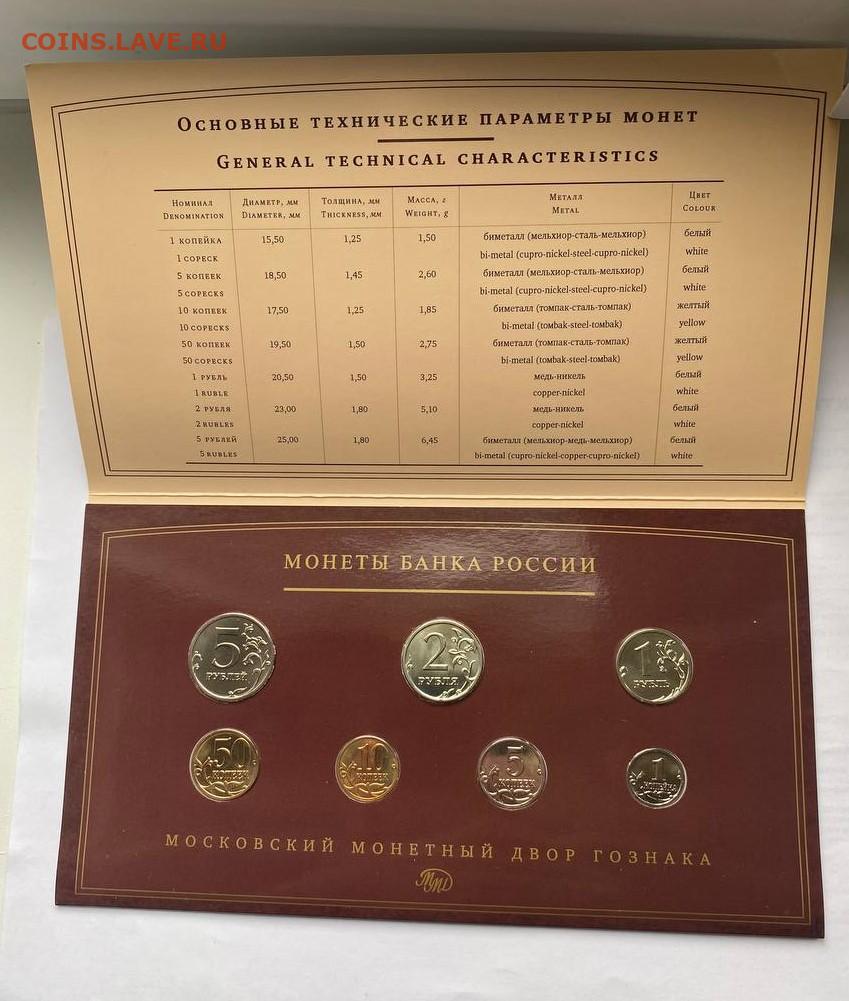 COINS.LAVE.RU
ОСНОВНЫЕ ТЕХНИЧЕСКИЕ ПАРАМЕТРЫ МОНЕТ
GENERAL TECHNICAL CHARACTERISTICS
НОМИНАЛ ДИАМЕТР, мм ТОЛЩИНА, мм МАССА, г МЕТАЛЛ ЦВЕТ
DENOMINATION DIAMETER, мм THICKNESS, мм WEIGHT, g METAL COLOUR
1 КОПЕЙКА 15,50 1,25 1,50 биметалл (мельхиор-сталь-мельхиор) белый
1 COPECK bi-metal (cupro-nickel-steel-cupro-nickel) white
5 КОПЕЕК 18,50 1,45 2,60 биметалл (мельхиор-сталь-мельхиор) белый
5 COPECKS bi-metal (cupro-nickel-steel-cupro-nickel) white
10 КОПЕЕК 17,50 1,25 1,85 биметалл (томпак-сталь-томпак) желтый
10 COPECKS bi-metal (tombak-steel-tombak) yellow
50 КОПЕЕК 19,50 1,50 2,75 биметалл (томпак-сталь-томпак) желтый
50 COPECKS bi-metal (tombak-steel-tombak) yellow
1 РУБЛЬ 20,50 1,50 3,25 медь-никель белый
1 RUBLE copper-nickel white
2 РУБЛЯ 23,00 1,80 5,10 медь-никель белый
2 RUBLES copper-nickel white
5 РУБЛЕЙ 25,00 1,80 6,45 биметалл (мельхиор-медь-мельхиор) белый
5 RUBLES bi-metal (cupro-nickel-copper-cupro-nickel) white
МОНЕТЫ БАНКА РОССИИ
5 РУБЛЕЙ
2 РУБЛЯ
1 РУБЛЬ
50 КОПЕЕК
10 КОПЕЕК
5 КОПЕЕК
1 КОПЕЙКА
МОСКОВСКИЙ МОНЕТНЫЙ ДВОР ГОЗНАКА